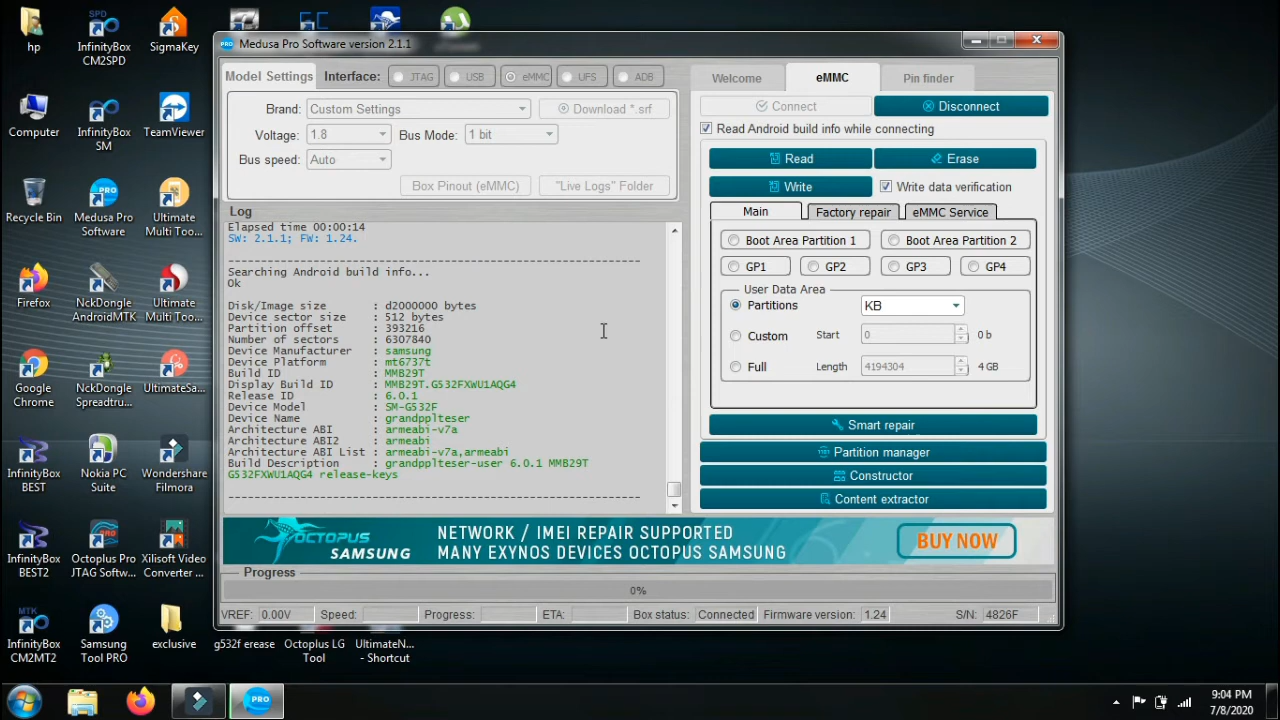 hp
InfinityBox
CM2SPD
SigmaKey
Computer
InfinityBox
SM
TeamViewer
Recycle Bin
Medusa Pro
Software
Ultimate
Multi Too...
Firefox
NckDongle
AndroidMTK
Ultimate
Multi Too...
Google
Chrome
NckDongle
Spreadtru...
UltimateSa...
InfinityBox
BEST
Nokia PC
Suite
Wondershare
Filmora
InfinityBox
BEST2
Octopus Pro
JTAG Softw...
Xilisoft Video
Converter ...
InfinityBox
CM2MT2
Samsung
Tool PRO
exclusive
g532f erease
Octoplus LG
Tool
UltimateN...
- Shortcut
PRO Medusa Pro Software version 2.1.1
Model Settings Interface: JTAG USB eMMC UFS ADB
Brand: Custom Settings Download *.srf
Voltage: 1.8 Bus Mode: 1 bit
Bus speed: Auto
Box Pinout (eMMC) "Live Logs" Folder
Log
Elapsed time 00:00:14
SW: 2.1.1; FW: 1.24.
Searching Android build info...
Ok
Disk/Image size : d2000000 bytes
Device sector size : 512 bytes
Partition offset : 393216
Number of sectors : 6307840
Device Manufacturer : samsung
Device Platform : mt6737t
Build ID : MMB29T
Display Build ID : MMB29T.G532FXWU1AQG4
Release ID : 6.0.1
Device Model : SM-G532F
Device Name : grandpplteser
Architecture ABI : armeabi-v7a
Architecture ABI2 : armeabi
Architecture ABI List : armeabi-v7a,armeabi
Build Description : grandpplteser-user 6.0.1 MMB29T
G532FXWU1AQG4 release-keys
Welcome eMMC Pin finder
Connect Disconnect
Read Android build info while connecting
Read Erase
Write Write data verification
Main Factory repair eMMC Service
Boot Area Partition 1 Boot Area Partition 2
GP1 GP2 GP3 GP4
User Data Area
Partitions KB
Custom Start 0 0 b
Full Length 4194304 4 GB
Smart repair
Partition manager
Constructor
Content extractor
OCTOPUS
SAMSUNG
NETWORK / IMEI REPAIR SUPPORTED
MANY EXYNOS DEVICES OCTOPUS SAMSUNG
BUY NOW
Progress
0%
VREF: 0.00V Speed: Progress: ETA: Box status: Connected Firmware version: 1.24 S/N: 4826F
PRO
9:04 PM
7/8/2020